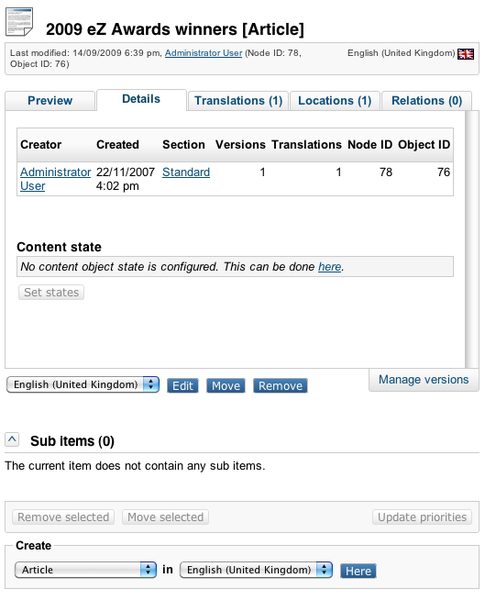 2009 eZ Awards winners [Article]
Last modified: 14/09/2009 6:39 pm, Administrator User (Node ID: 78, English (United Kingdom)
Object ID: 76)
Preview Details Translations (1) Locations (1) Relations (0)
Creator Created Section Versions Translations Node ID Object ID
Administrator 22/11/2007 Standard 1 1 78 76
User 4:02 pm
Content state
No content object state is configured. This can be done here.
Set states
Manage versions
English (United Kingdom) Edit Move Remove
Sub items (0)
The current item does not contain any sub items.
Remove selected Move selected Update priorities
Create
Article in English (United Kingdom) Here